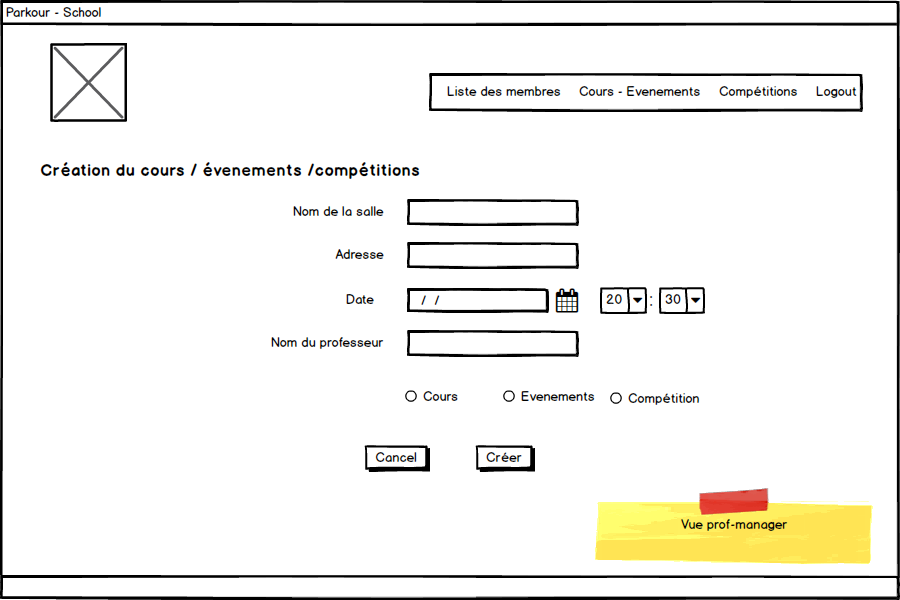 Parkour - School
Liste des membres Cours - Evenements Compétitions Logout
Création du cours / évenements /compétitions
Nom de la salle
Adresse
Date / / 20 : 30
Nom du professeur
Cours Evenements Compétition
Cancel Créer
Vue prof-manager